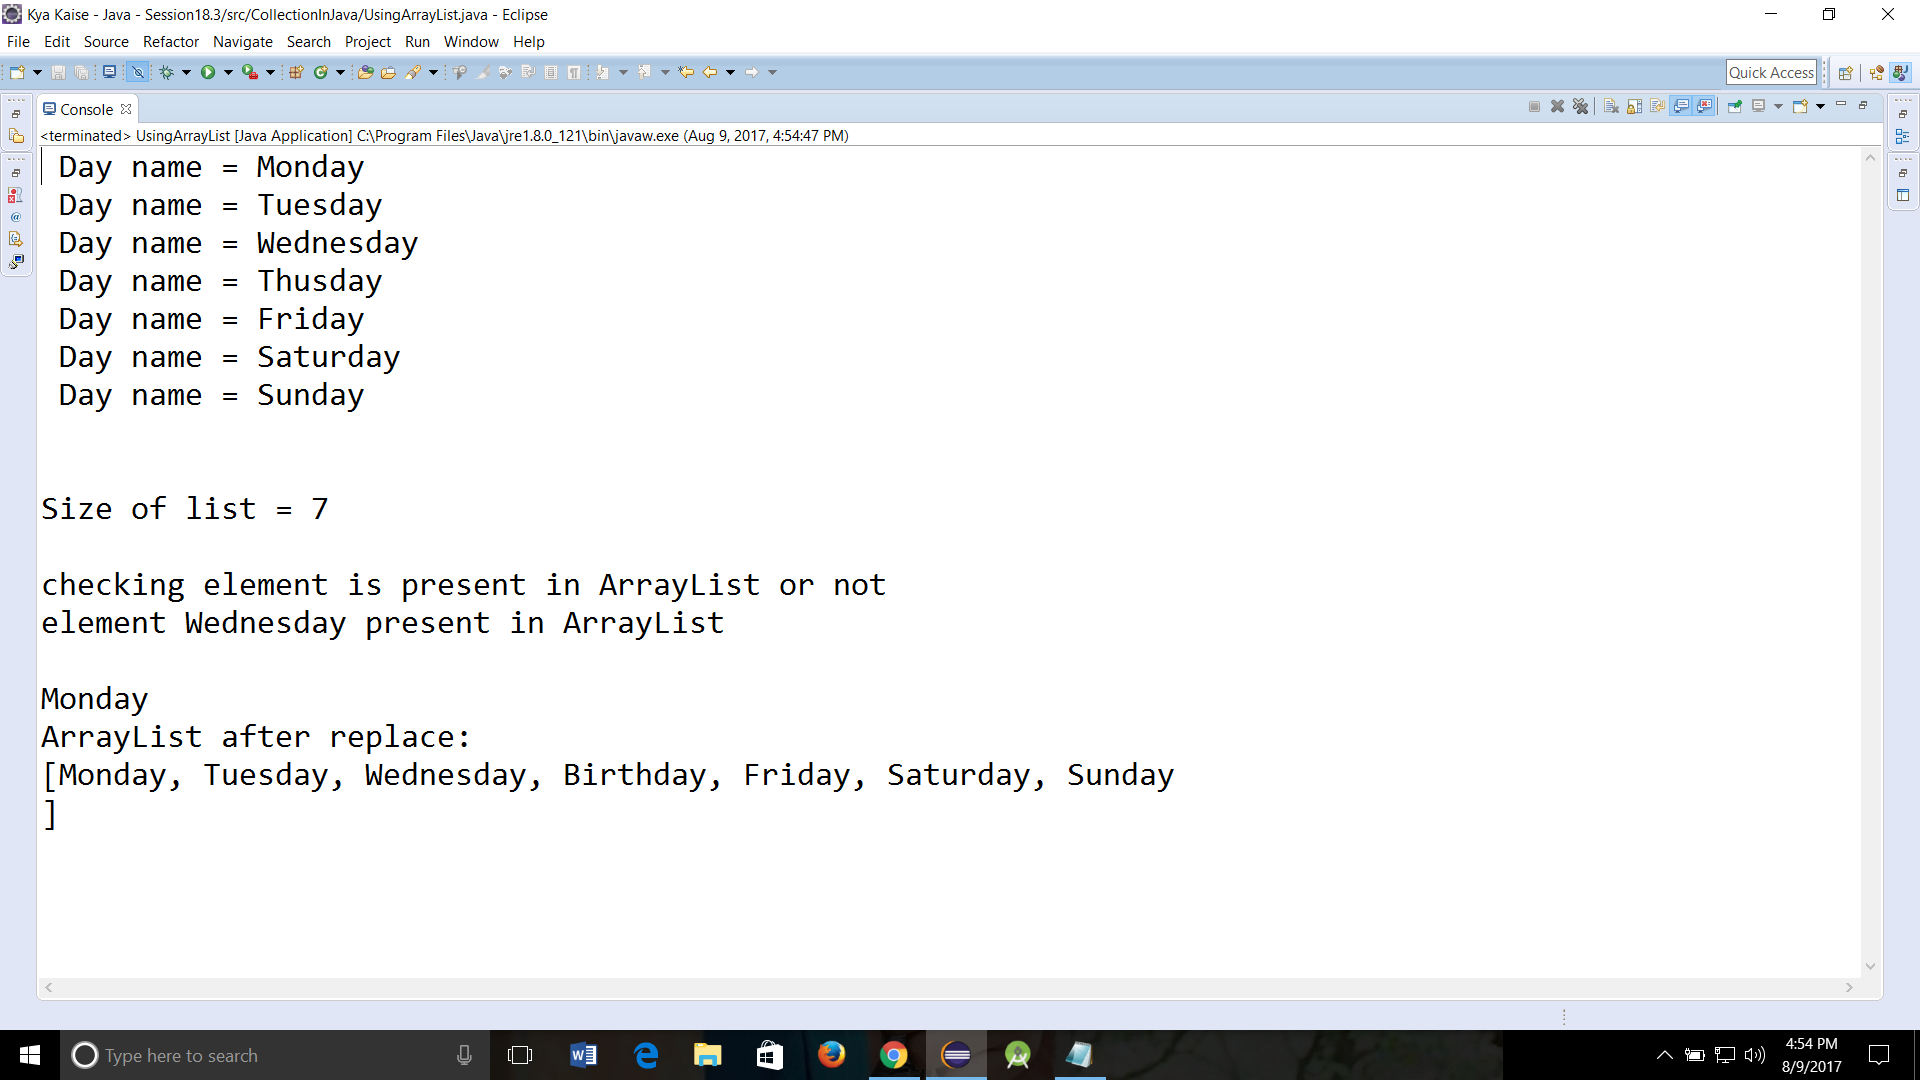 Kya Kaise - Java - Session18.3/src/CollectionInJava/UsingArrayList.java - Eclipse
File Edit Source Refactor Navigate Search Project Run Window Help
Quick Access
Console
<terminated> UsingArrayList [Java Application] C:\Program Files\Java\jre1.8.0_121\bin\javaw.exe (Aug 9, 2017, 4:54:47 PM)
Day name = Monday
Day name = Tuesday
Day name = Wednesday
Day name = Thusday
Day name = Friday
Day name = Saturday
Day name = Sunday
Size of list = 7
checking element is present in ArrayList or not
element Wednesday present in ArrayList
Monday
ArrayList after replace:
[Monday, Tuesday, Wednesday, Birthday, Friday, Saturday, Sunday
]
Type here to search
4:54 PM
8/9/2017